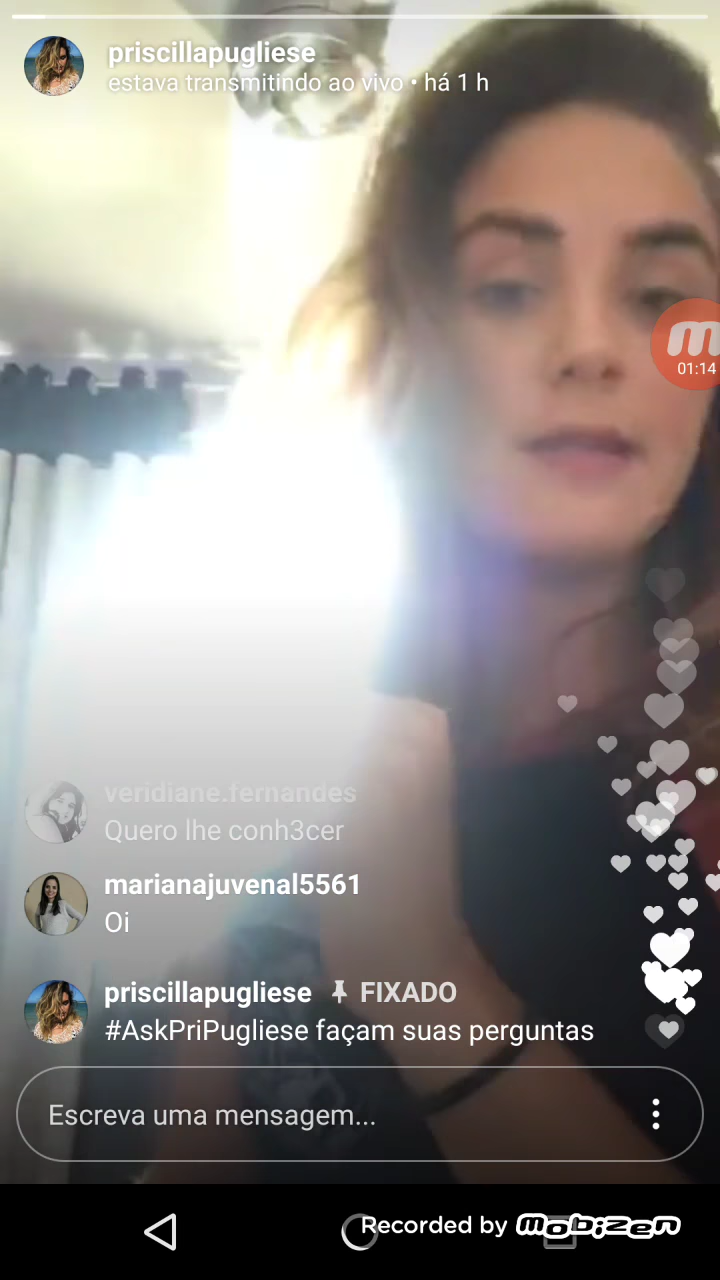 priscillapugliese
estava transmitindo ao vivo • há 1 h
m
01:14
veridiane.fernandes
Quero lhe conh3cer
marianajuvenal5561
Oi
priscillapugliese FIXADO
#AskPriPugliese façam suas perguntas
Escreva uma mensagem...
Recorded by mobizen